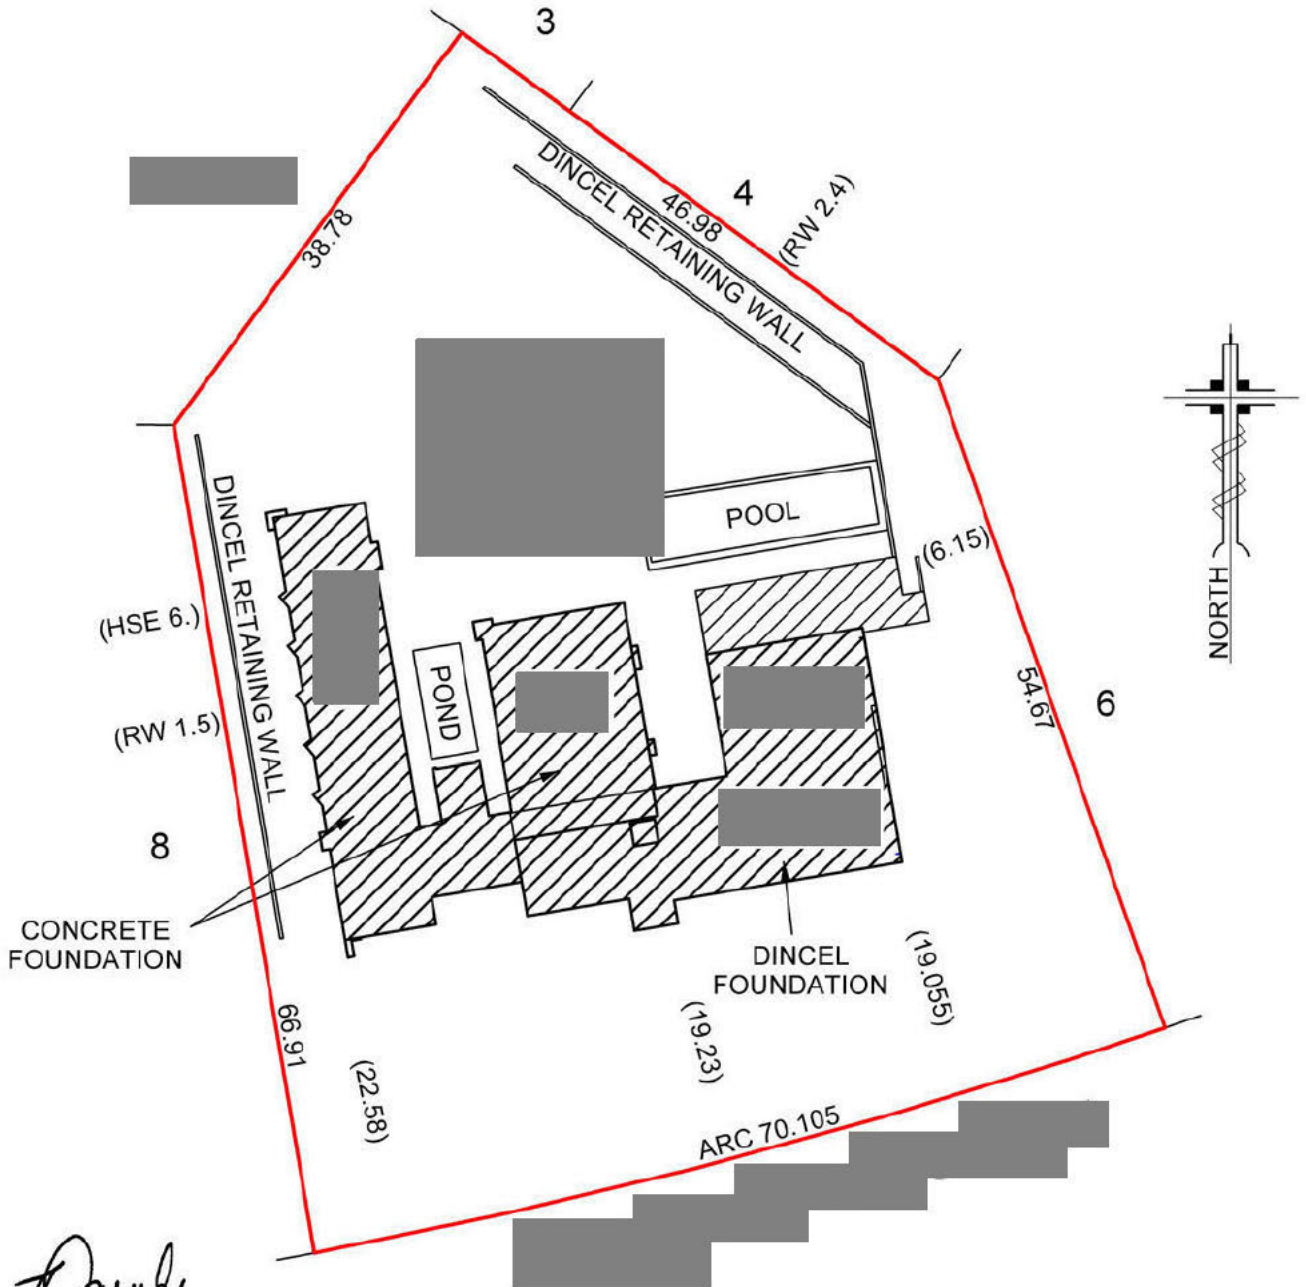 3
4
46.98
(RW 2.4)
DINCEL RETAINING WALL
38.78
POOL
(6.15)
NORTH
DINCEL RETAINING WALL
(HSE 6.)
(RW 1.5)
POND
54.67
6
8
CONCRETE
FOUNDATION
DINCEL
FOUNDATION
(19.055)
(19.23)
66.91
(22.58)
ARC 70.105